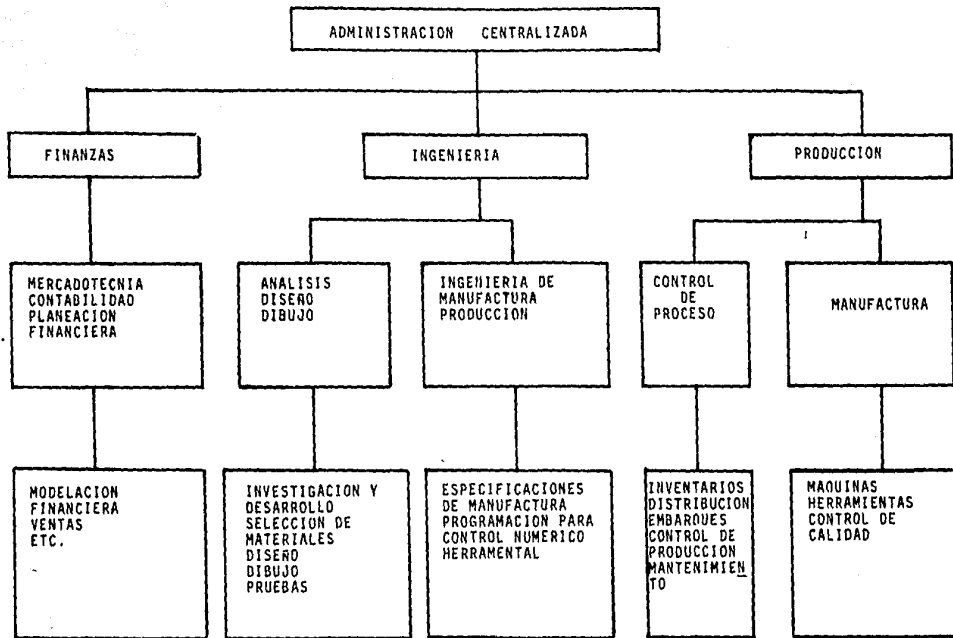 ADMINISTRACION CENTRALIZADA
FINANZAS
INGENIERIA
PRODUCCION
MERCADOTECNIA
CONTABILIDAD
PLANEACION
FINANCIERA
ANALISIS
DISEÑO
DIBUJO
INGENIERIA DE
MANUFACTURA
PRODUCCION
CONTROL
DE
PROCESO
MANUFACTURA
MODELACION
FINANCIERA
VENTAS
ETC.
INVESTIGACION Y
DESARROLLO
SELECCION DE
MATERIALES
DISEÑO
DIBUJO
PRUEBAS
ESPECIFICACIONES
DE MANUFACTURA
PROGRAMACION PARA
CONTROL NUMERICO
HERRAMENTAL
INVENTARIOS
DISTRIBUCION
EMBARQUES
CONTROL DE
PRODUCCION
MANTENIMIEN
TO
MAQUINAS
HERRAMIENTAS
CONTROL DE
CALIDAD